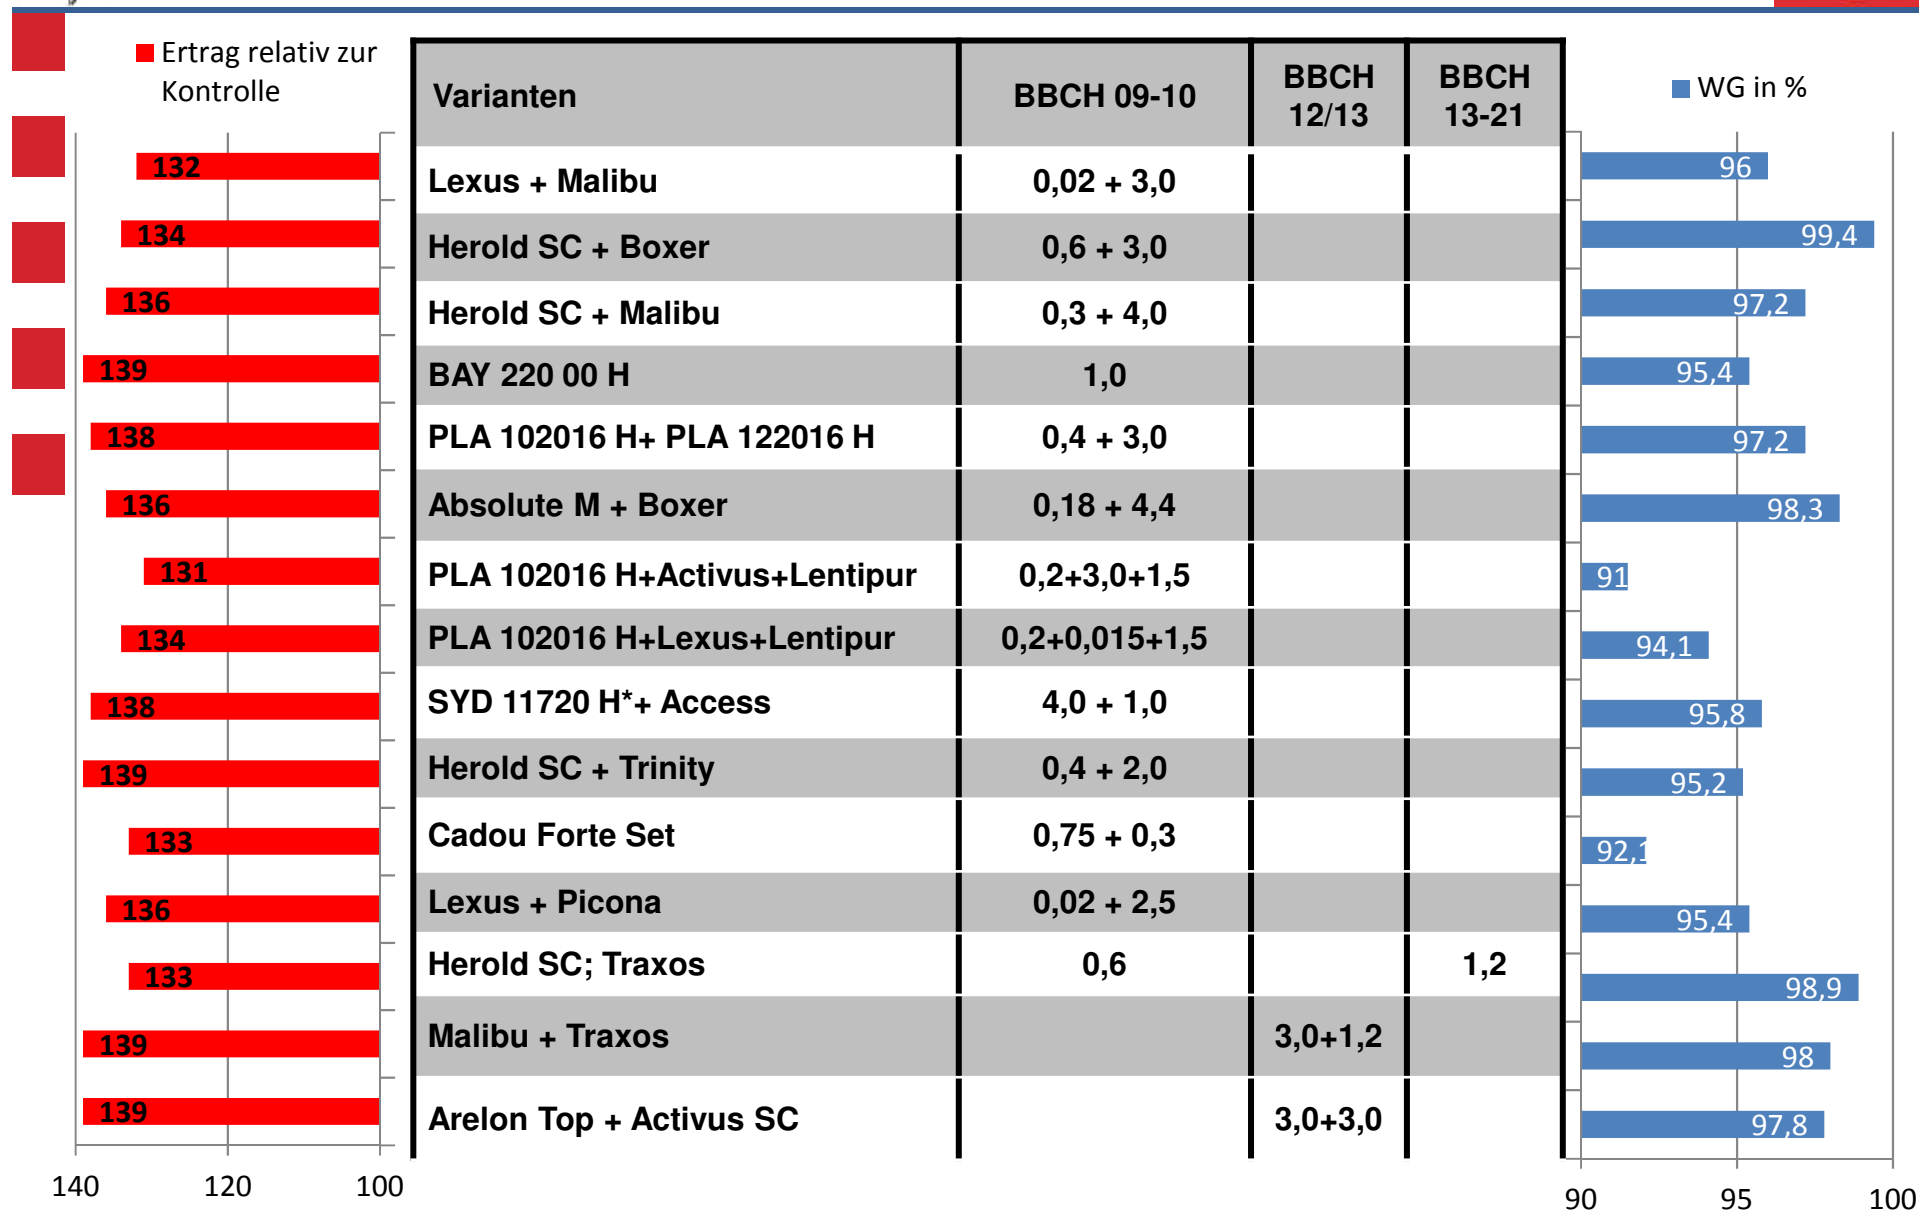 Ertrag relativ zur
Kontrolle
Varianten BBCH 09-10 BBCH 12/13 BBCH 13-21
WG in %
132 Lexus + Malibu 0,02 + 3,0 96
134 Herold SC + Boxer 0,6 + 3,0 99,4
136 Herold SC + Malibu 0,3 + 4,0 97,2
139 BAY 220 00 H 1,0 95,4
138 PLA 102016 H+ PLA 122016 H 0,4 + 3,0 97,2
136 Absolute M + Boxer 0,18 + 4,4 98,3
131 PLA 102016 H+Activus+Lentipur 0,2+3,0+1,5 91
134 PLA 102016 H+Lexus+Lentipur 0,2+0,015+1,5 94,1
138 SYD 11720 H*+ Access 4,0 + 1,0 95,8
139 Herold SC + Trinity 0,4 + 2,0 95,2
133 Cadou Forte Set 0,75 + 0,3 92,1
136 Lexus + Picona 0,02 + 2,5 95,4
133 Herold SC; Traxos 0,6 1,2 98,9
139 Malibu + Traxos 3,0+1,2 98
139 Arelon Top + Activus SC 3,0+3,0 97,8
140 120 100
90 95 100